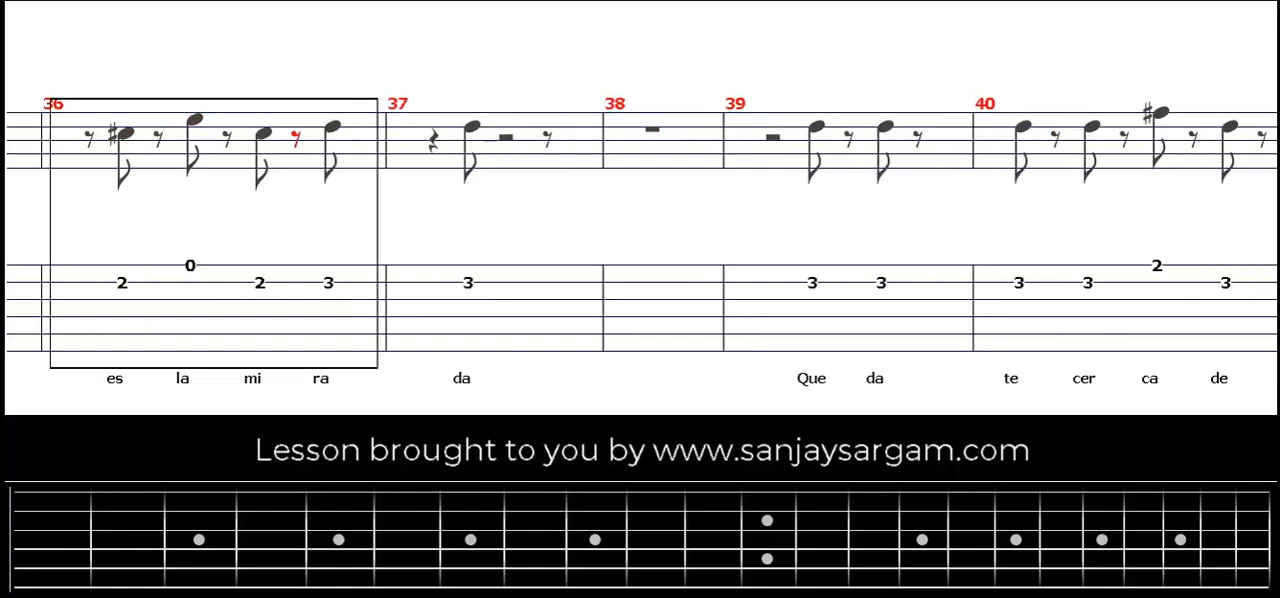 36 37 38 39 40
0 2
2 2 3 3 3 3 3 3 3
es la mi ra da Que da te cer ca de
Lesson brought to you by www.sanjaysargam.com